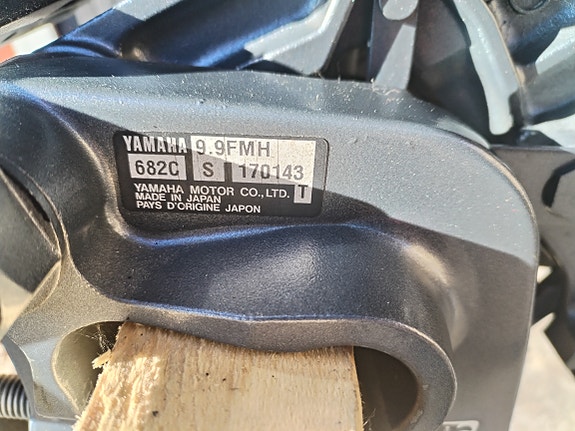 YAMAHA 9.9FMH
682C S 170143
YAMAHA MOTOR CO., LTD. T
MADE IN JAPAN
PAYS D'ORIGINE JAPON